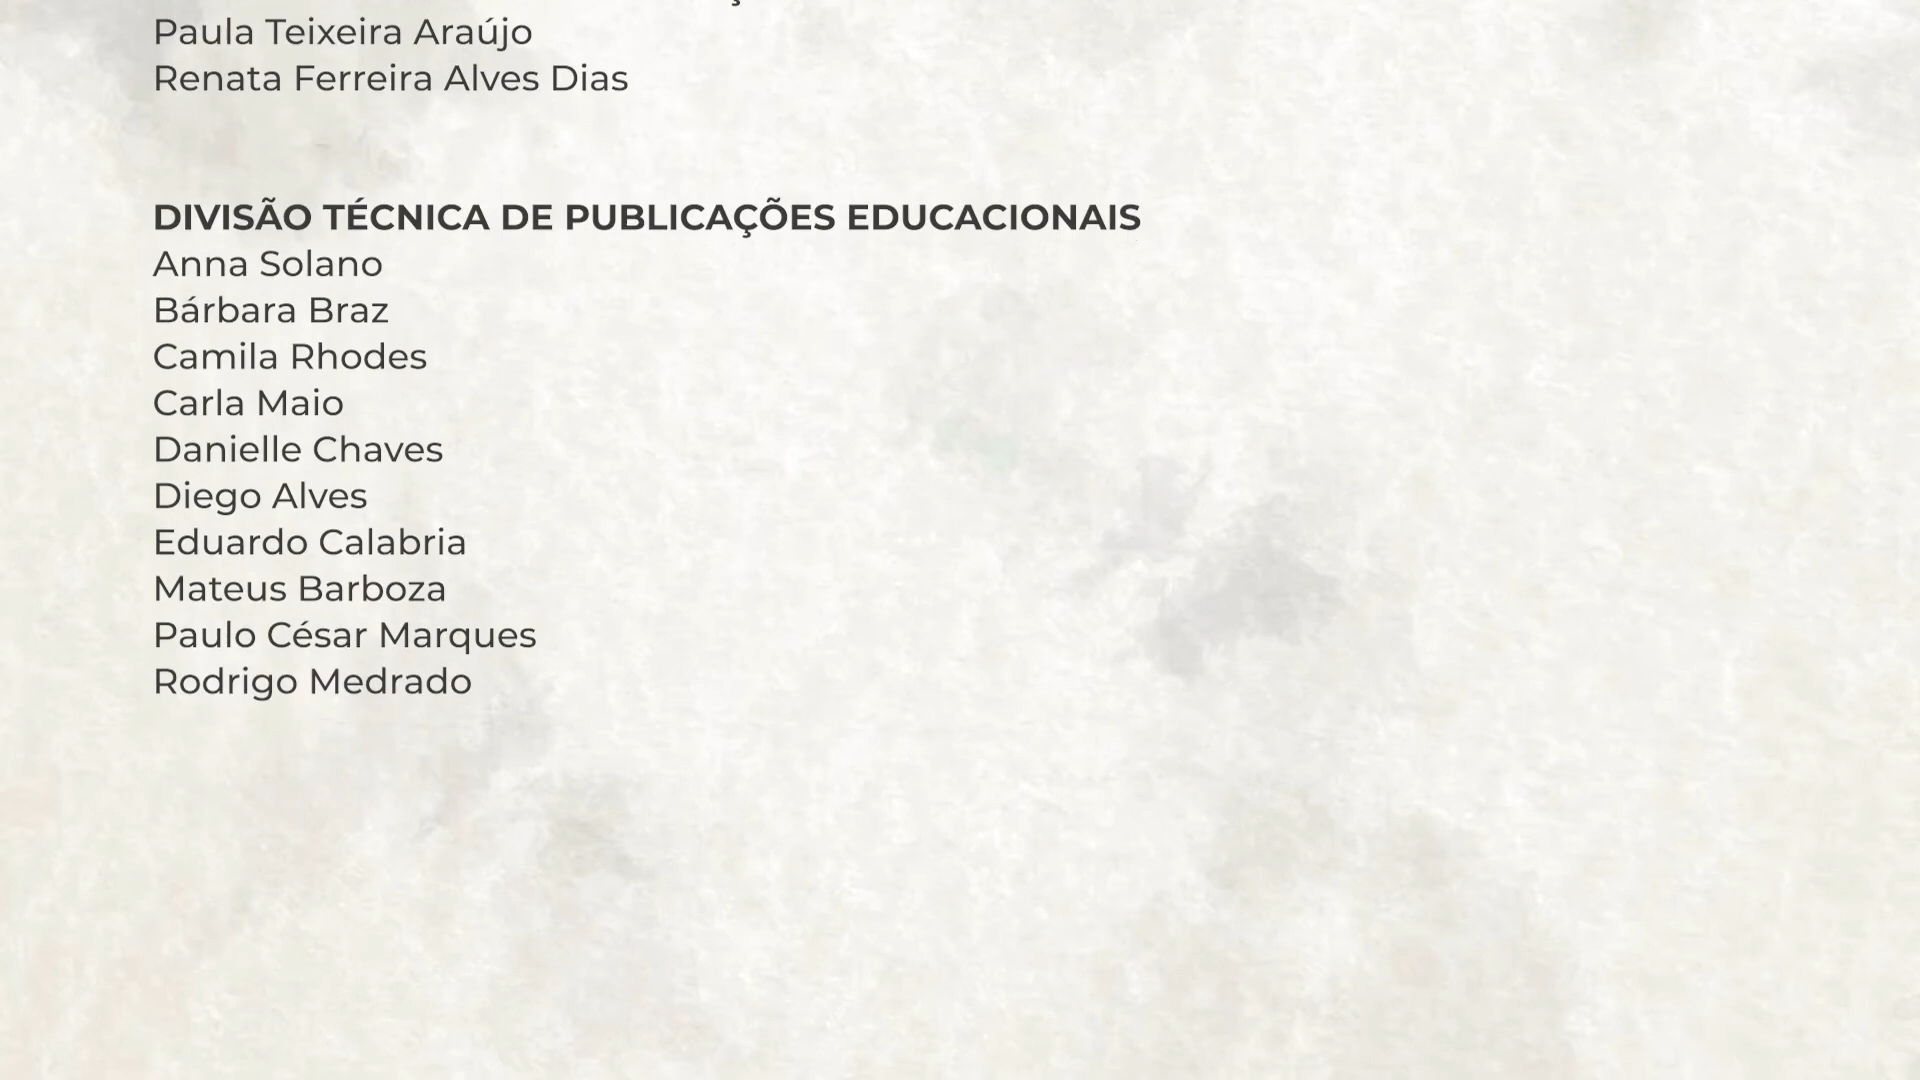 Paula Teixeira Araújo
Renata Ferreira Alves Dias
DIVISÃO TÉCNICA DE PUBLICAÇÕES EDUCACIONAIS
Anna Solano
Bárbara Braz
Camila Rhodes
Carla Maio
Danielle Chaves
Diego Alves
Eduardo Calabria
Mateus Barboza
Paulo César Marques
Rodrigo Medrado